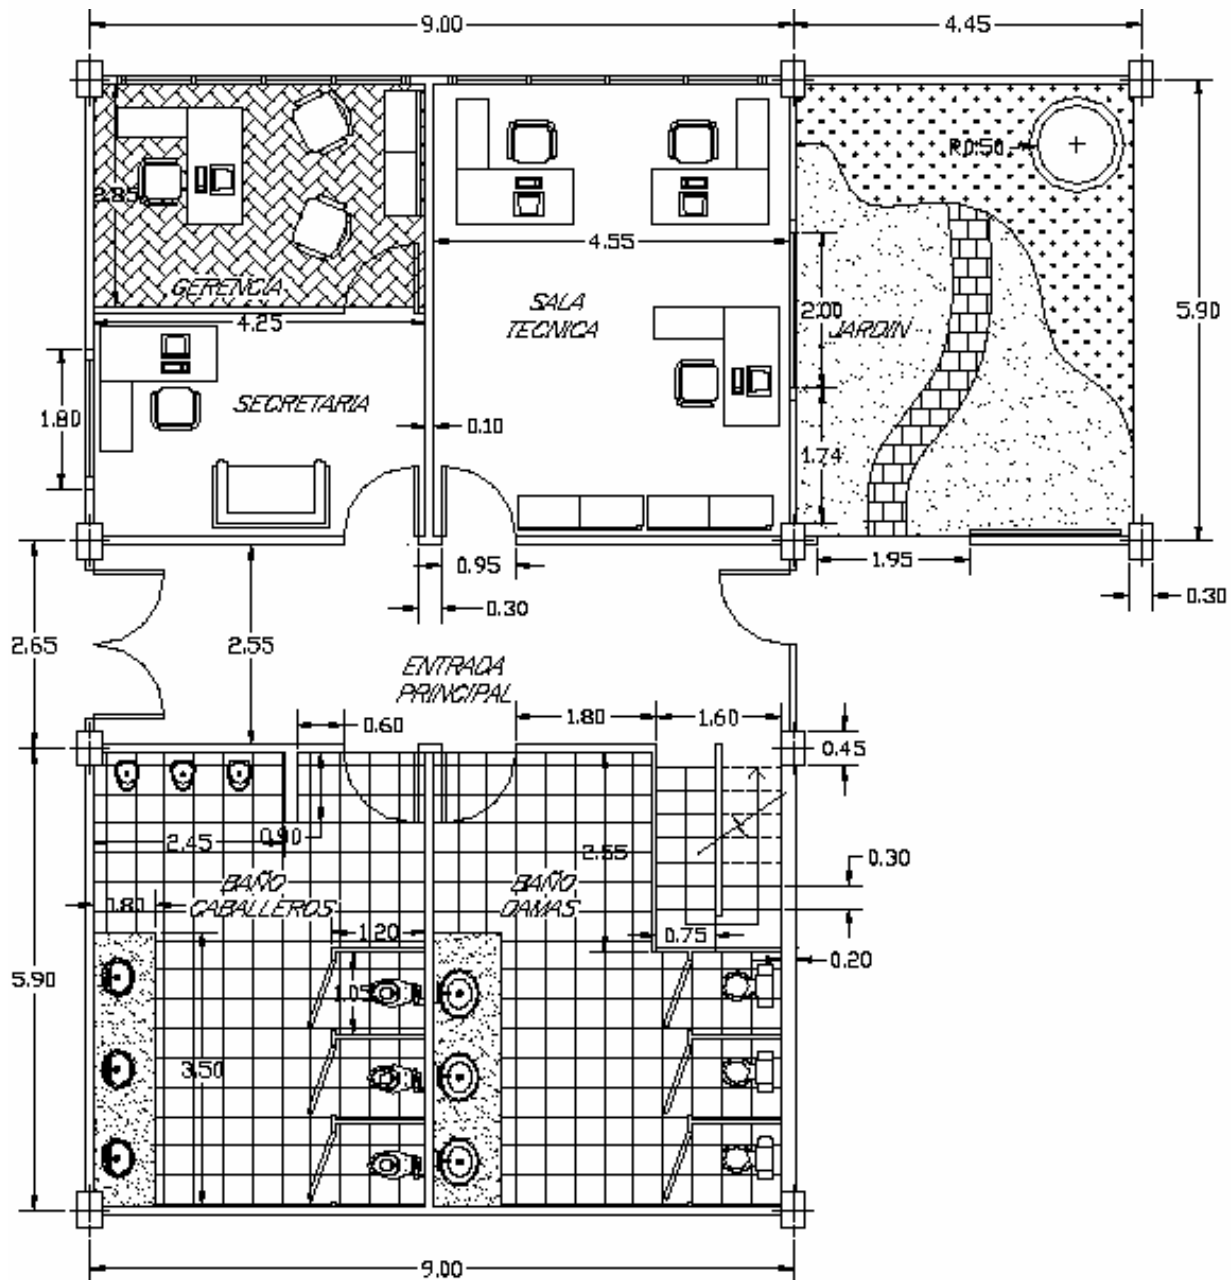 9.00
4.45
R0.50
2.85
4.55
GERENCIA
SALA
TECNICA
2.00
JARDIN
5.90
4.25
SECRETARIA
1.80
0.10
1.74
0.95
1.95
0.30
0.30
2.65
2.55
ENTRADA
PRINCIPAL
0.60
1.80
1.60
0.45
2.45
0.90
2.55
0.30
BAÑO
CABALLEROS
BAÑO
DAMAS
0.80
1.20
0.75
0.20
5.90
1.05
3.50
9.00